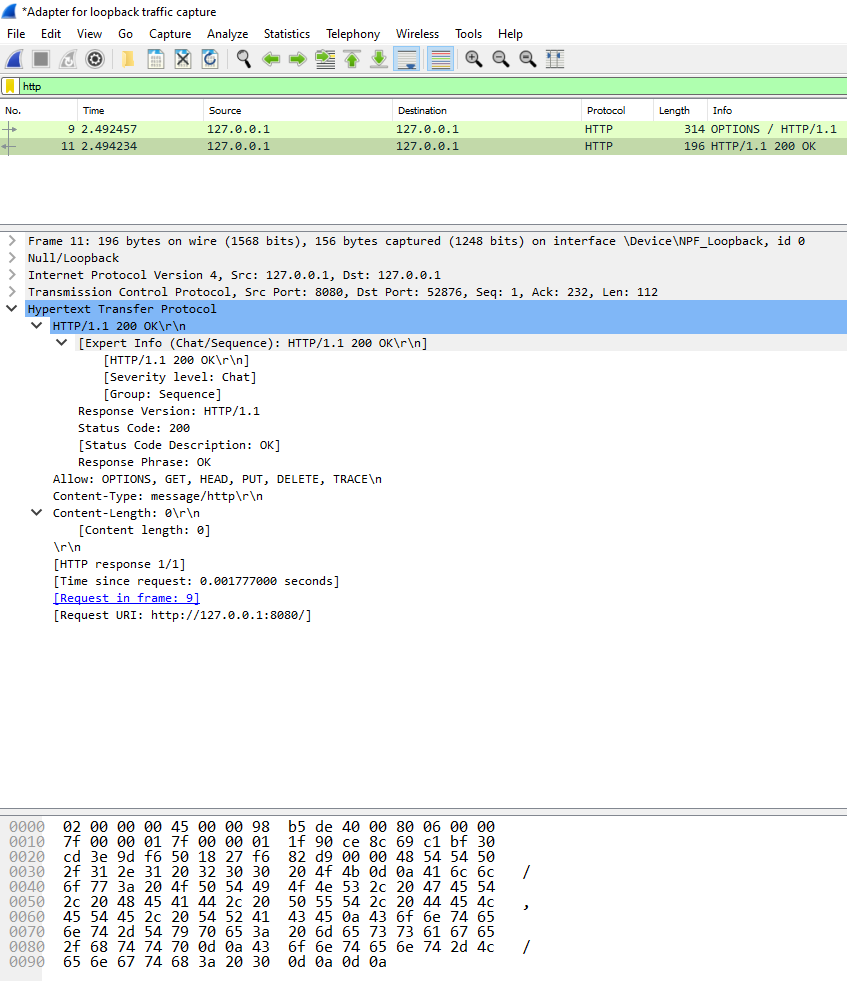 *Adapter for loopback traffic capture
File Edit View Go Capture Analyze Statistics Telephony Wireless Tools Help
http
No. Time Source Destination Protocol Length Info
9 2.492457 127.0.0.1 127.0.0.1 HTTP 314 OPTIONS / HTTP/1.1
11 2.494234 127.0.0.1 127.0.0.1 HTTP 196 HTTP/1.1 200 OK
Frame 11: 196 bytes on wire (1568 bits), 156 bytes captured (1248 bits) on interface \Device\NPF_Loopback, id 0
Null/Loopback
Internet Protocol Version 4, Src: 127.0.0.1, Dst: 127.0.0.1
Transmission Control Protocol, Src Port: 8080, Dst Port: 52876, Seq: 1, Ack: 232, Len: 112
Hypertext Transfer Protocol
HTTP/1.1 200 OK\r\n
[Expert Info (Chat/Sequence): HTTP/1.1 200 OK\r\n]
[HTTP/1.1 200 OK\r\n]
[Severity level: Chat]
[Group: Sequence]
Response Version: HTTP/1.1
Status Code: 200
[Status Code Description: OK]
Response Phrase: OK
Allow: OPTIONS, GET, HEAD, PUT, DELETE, TRACE\n
Content-Type: message/http\r\n
Content-Length: 0\r\n
[Content length: 0]
\r\n
[HTTP response 1/1]
[Time since request: 0.001777000 seconds]
[Request in frame: 9]
[Request URI: http://127.0.0.1:8080/]
0000 02 00 00 00 45 00 00 98 b5 de 40 00 80 06 00 00
0010 7f 00 00 01 7f 00 00 01 1f 90 ce 8c 69 c1 bf 30
0020 cd 3e 9d f6 50 18 27 f6 82 d9 00 00 48 54 54 50
0030 2f 31 2e 31 20 32 30 30 20 4f 4b 0d 0a 41 6c 6c /
0040 6f 77 3a 20 4f 50 54 49 4f 4e 53 2c 20 47 45 54
0050 2c 20 48 45 41 44 2c 20 50 55 54 2c 20 44 45 4c ,
0060 45 54 45 2c 20 54 52 41 43 45 0a 43 6f 6e 74 65
0070 6e 74 2d 54 79 70 65 3a 20 6d 65 73 73 61 67 65
0080 2f 68 74 74 70 0d 0a 43 6f 6e 74 65 6e 74 2d 4c /
0090 65 6e 67 74 68 3a 20 30 0d 0a 0d 0a